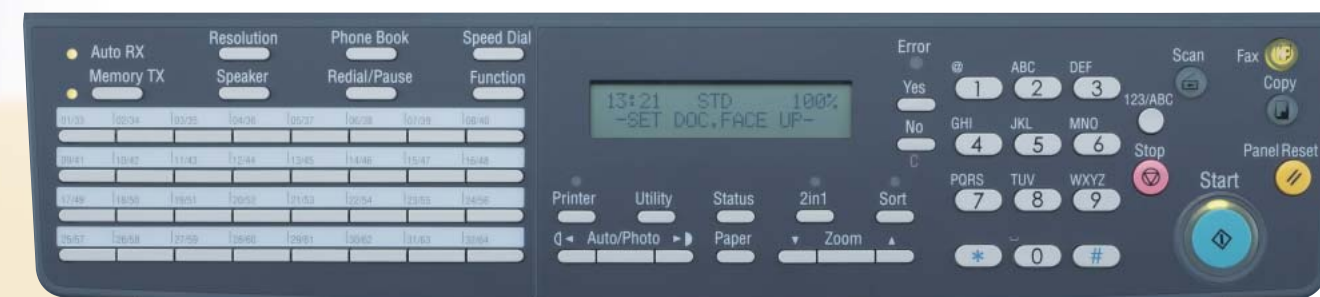 Auto RX Resolution Phone Book Speed Dial
Memory TX Speaker Redial/Pause Function
01/33 02/34 03/35 04/36 05/37 06/38 07/39 08/40
09/41 10/42 11/43 12/44 13/45 14/46 15/47 16/48
17/49 18/50 19/51 20/52 21/53 22/54 23/55 24/56
25/57 26/58 27/59 28/60 29/61 30/62 31/63 32/64
13:21 STD 100%
-SET DOC.FACE UP-
Printer Utility Status 2in1 Sort
Auto/Photo Paper Zoom
Error
Yes
No
C
@ ABC DEF
1 2 3
GHI JKL MNO
4 5 6
PQRS TUV WXYZ
7 8 9
* 0 #
123/ABC
Stop
Scan Fax
Copy
Panel Reset
Start